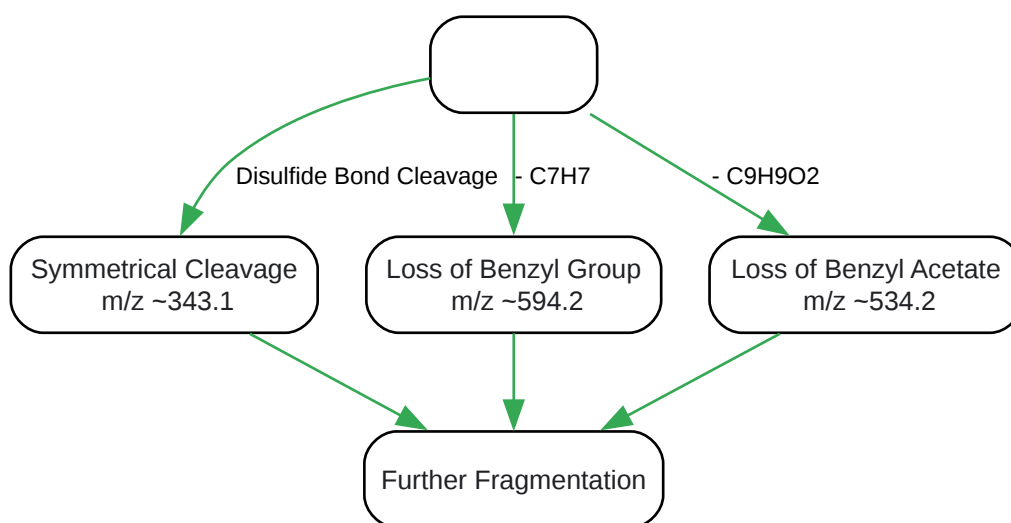 Disulfide Bond Cleavage
- C7H7
- C9H9O2
Symmetrical Cleavage
m/z ~343.1
Loss of Benzyl Group
m/z ~594.2
Loss of Benzyl Acetate
m/z ~534.2
Further Fragmentation